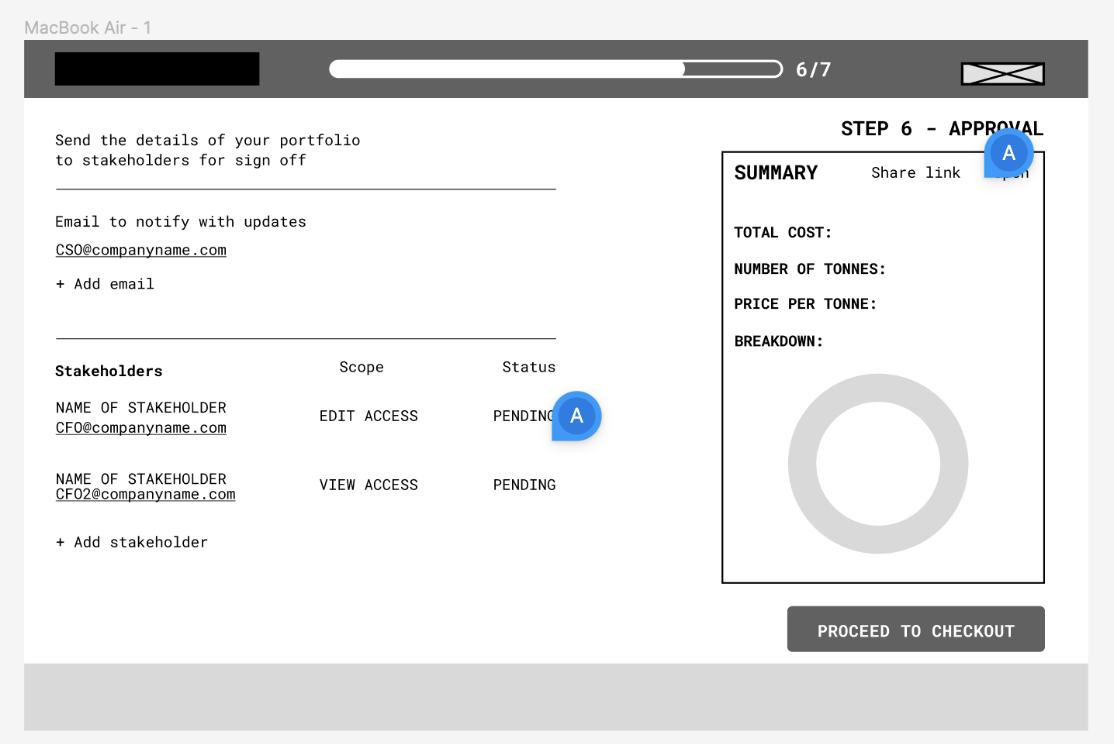 MacBook Air - 1
6/7
Send the details of your portfolio
to stakeholders for sign off
Email to notify with updates
CSO@companyname.com
+ Add email
Stakeholders Scope Status
NAME OF STAKEHOLDER
CFO@companyname.com
EDIT ACCESS PENDING
A
NAME OF STAKEHOLDER
CFO2@companyname.com
VIEW ACCESS PENDING
+ Add stakeholder
STEP 6 - APPROVAL
A
SUMMARY Share link
TOTAL COST:
NUMBER OF TONNES:
PRICE PER TONNE:
BREAKDOWN:
PROCEED TO CHECKOUT